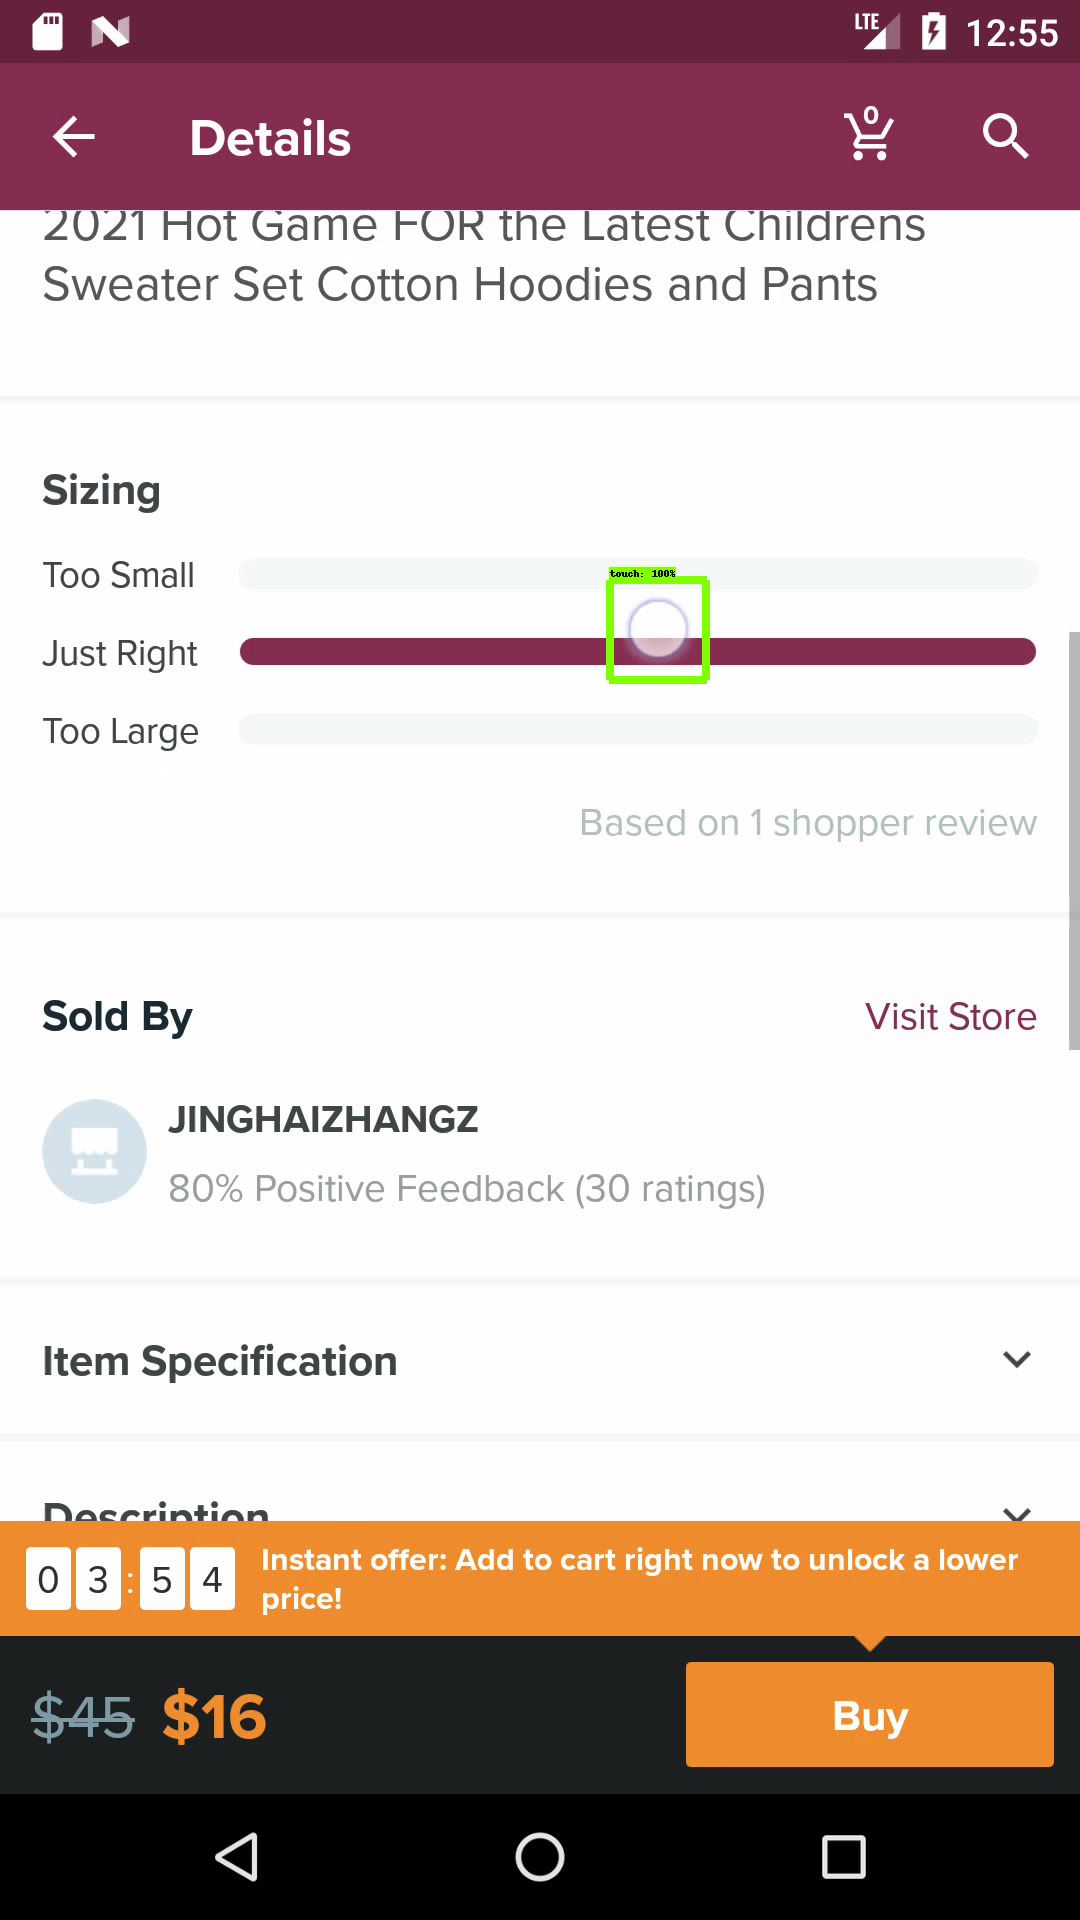 LTE
12:55
Details
0
2021 Hot Game FOR the Latest Childrens
Sweater Set Cotton Hoodies and Pants
Sizing
Too Small
touch: 100%
Just Right
Too Large
Based on 1 shopper review
Sold By
Visit Store
JINGHAIZHANGZ
80% Positive Feedback (30 ratings)
Item Specification
Description
03:54
Instant offer: Add to cart right now to unlock a lower
price!
$45 $16
Buy